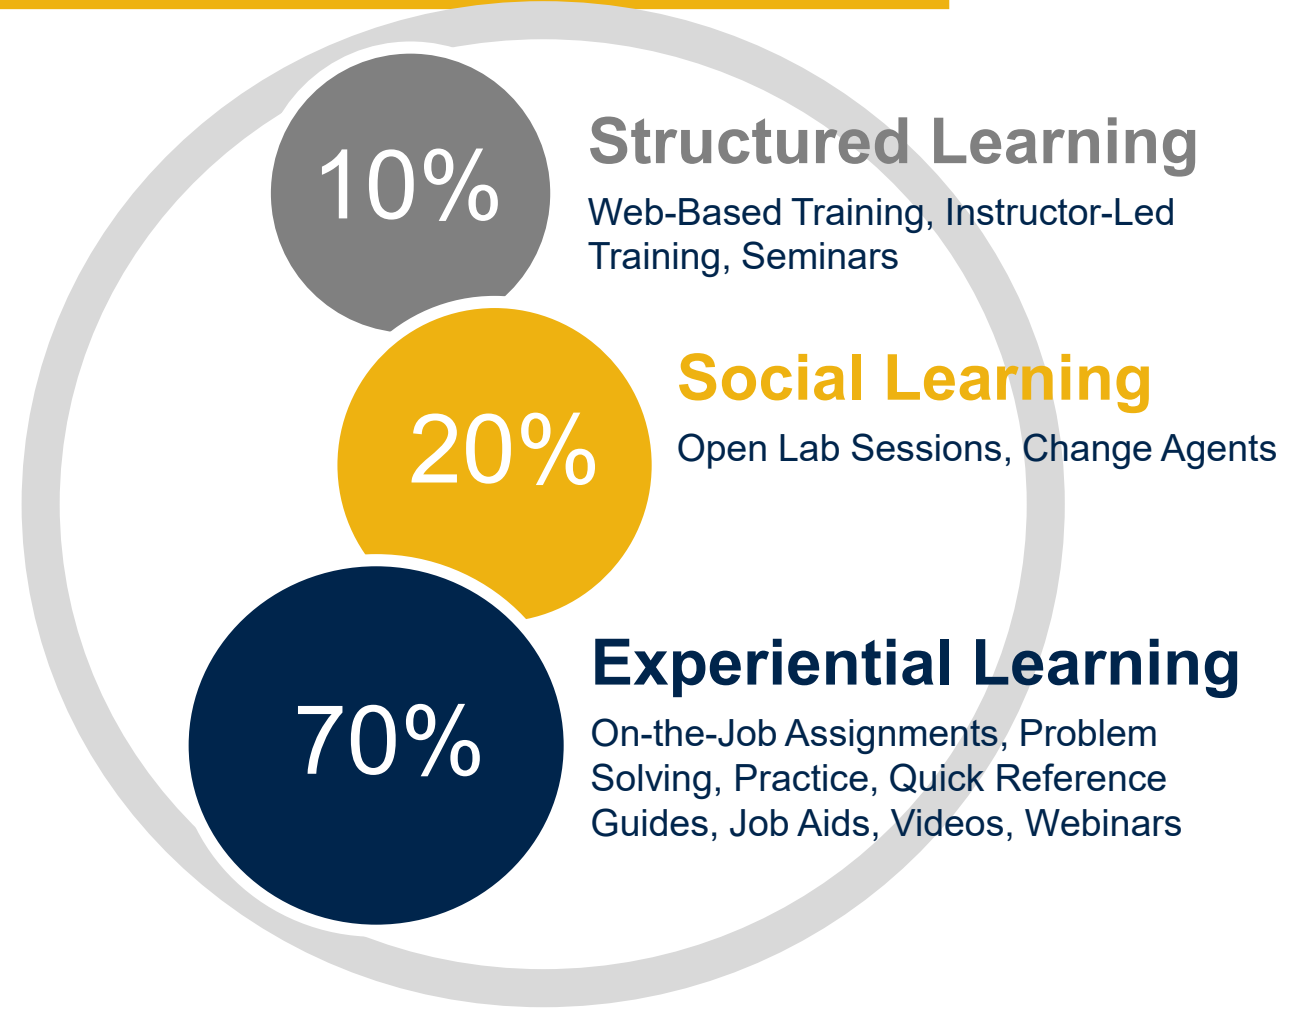 10%
Structured Learning
Web-Based Training, Instructor-Led
Training, Seminars
20%
Social Learning
Open Lab Sessions, Change Agents
70%
Experiential Learning
On-the-Job Assignments, Problem
Solving, Practice, Quick Reference
Guides, Job Aids, Videos, Webinars